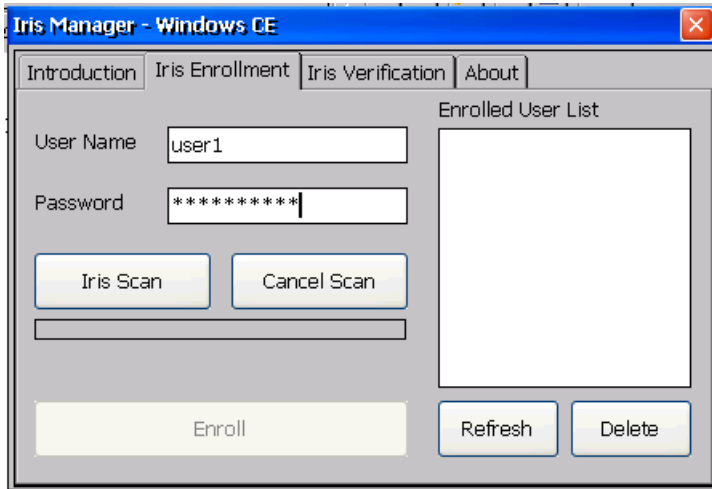 Iris Manager - Windows CE
Introduction Iris Enrollment Iris Verification About
Enrolled User List
User Name user1
Password **********
Iris Scan Cancel Scan
Enroll Refresh Delete